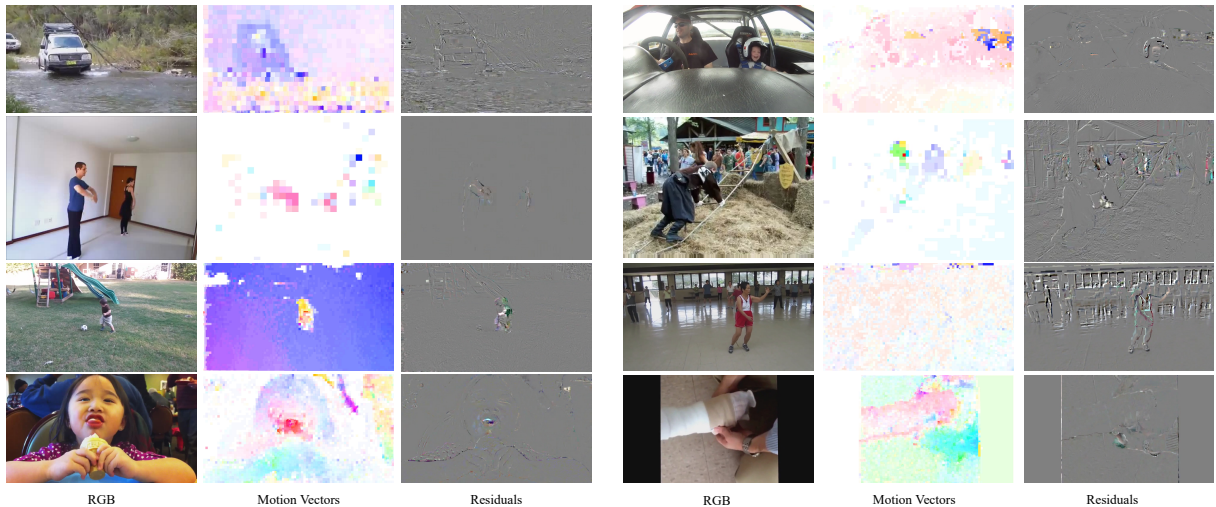 RGB
Motion Vectors
Residuals
RGB
Motion Vectors
Residuals